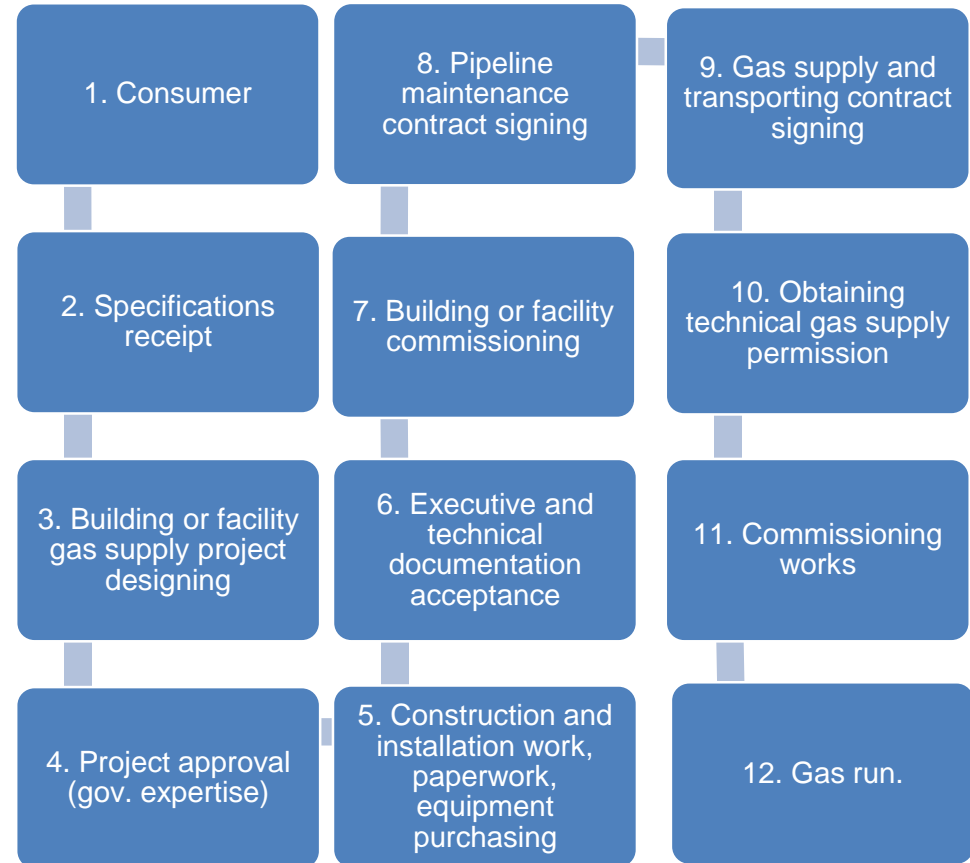 1. Consumer
2. Specifications
receipt
3. Building or facility
gas supply project
designing
4. Project approval
(gov. expertise)
5. Construction and
installation work,
paperwork,
equipment
purchasing
6. Executive and
technical
documentation
acceptance
7. Building or facility
commissioning
8. Pipeline
maintenance
contract signing
9. Gas supply and
transporting contract
signing
10. Obtaining
technical gas supply
permission
11. Commissioning
works
12. Gas run.